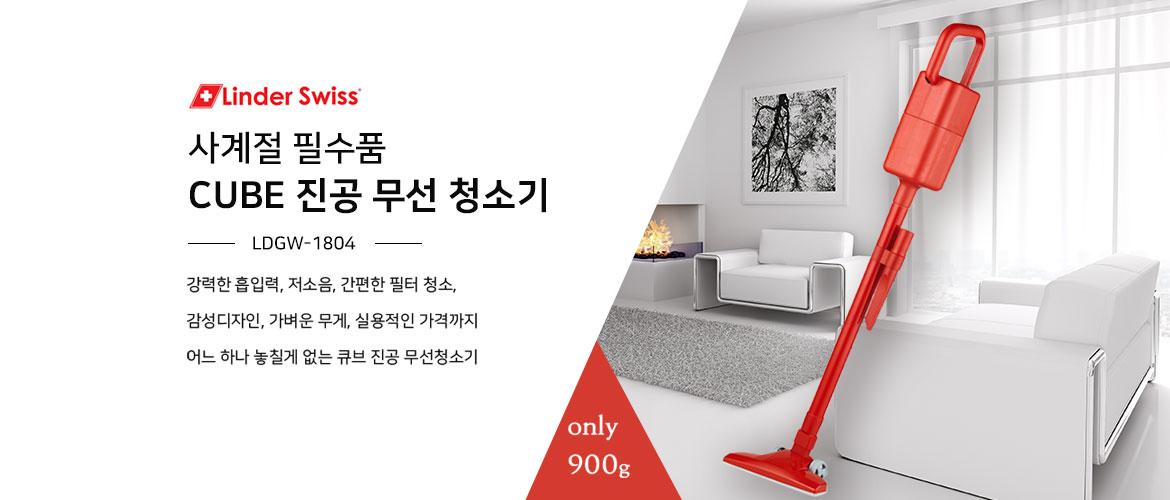 Linder Swiss
사계절 필수품
CUBE 진공 무선 청소기
LDGW-1804
강력한 흡입력, 저소음, 간편한 필터 청소,
감성디자인, 가벼운 무게, 실용적인 가격까지
어느 하나 놓칠게 없는 큐브 진공 무선청소기
only
900g